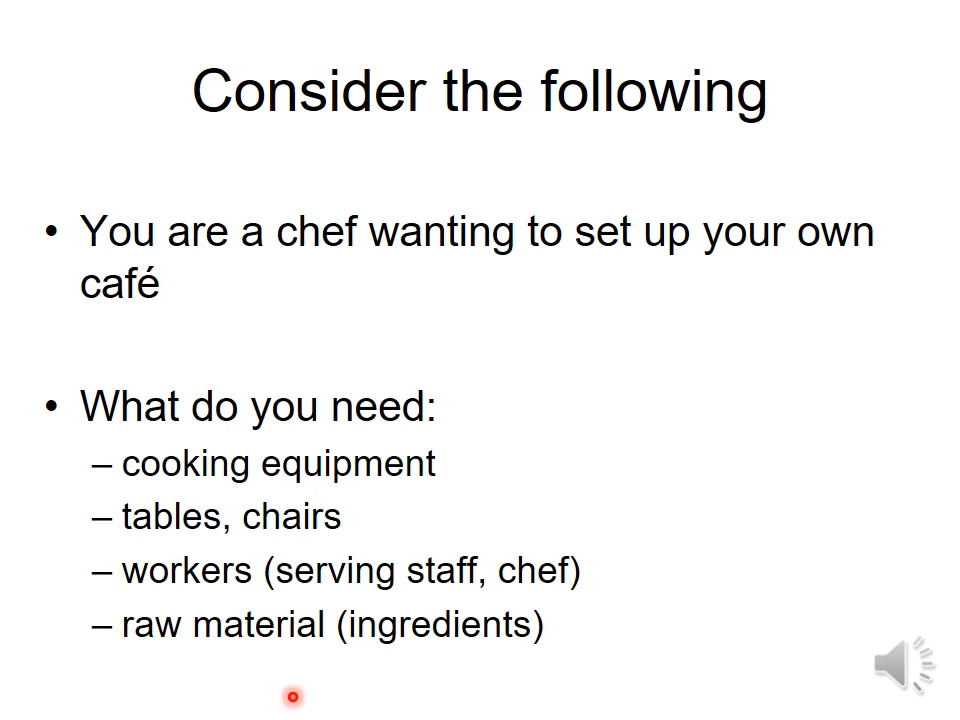 Consider the following
• You are a chef wanting to set up your own
café
• What do you need:
– cooking equipment
– tables, chairs
– workers (serving staff, chef)
– raw material (ingredients)